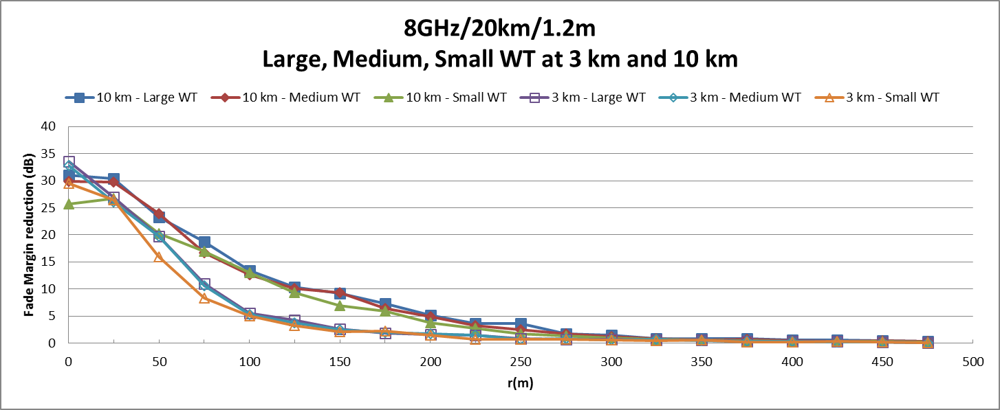 8GHz/20km/1.2m
Large, Medium, Small WT at 3 km and 10 km
10 km - Large WT 10 km - Medium WT 10 km - Small WT 3 km - Large WT 3 km - Medium WT 3 km - Small WT
40
35
30
25
20
15
10
5
0
Fade Margin reduction (dB)
0 50 100 150 200 250 300 350 400 450 500
r(m)